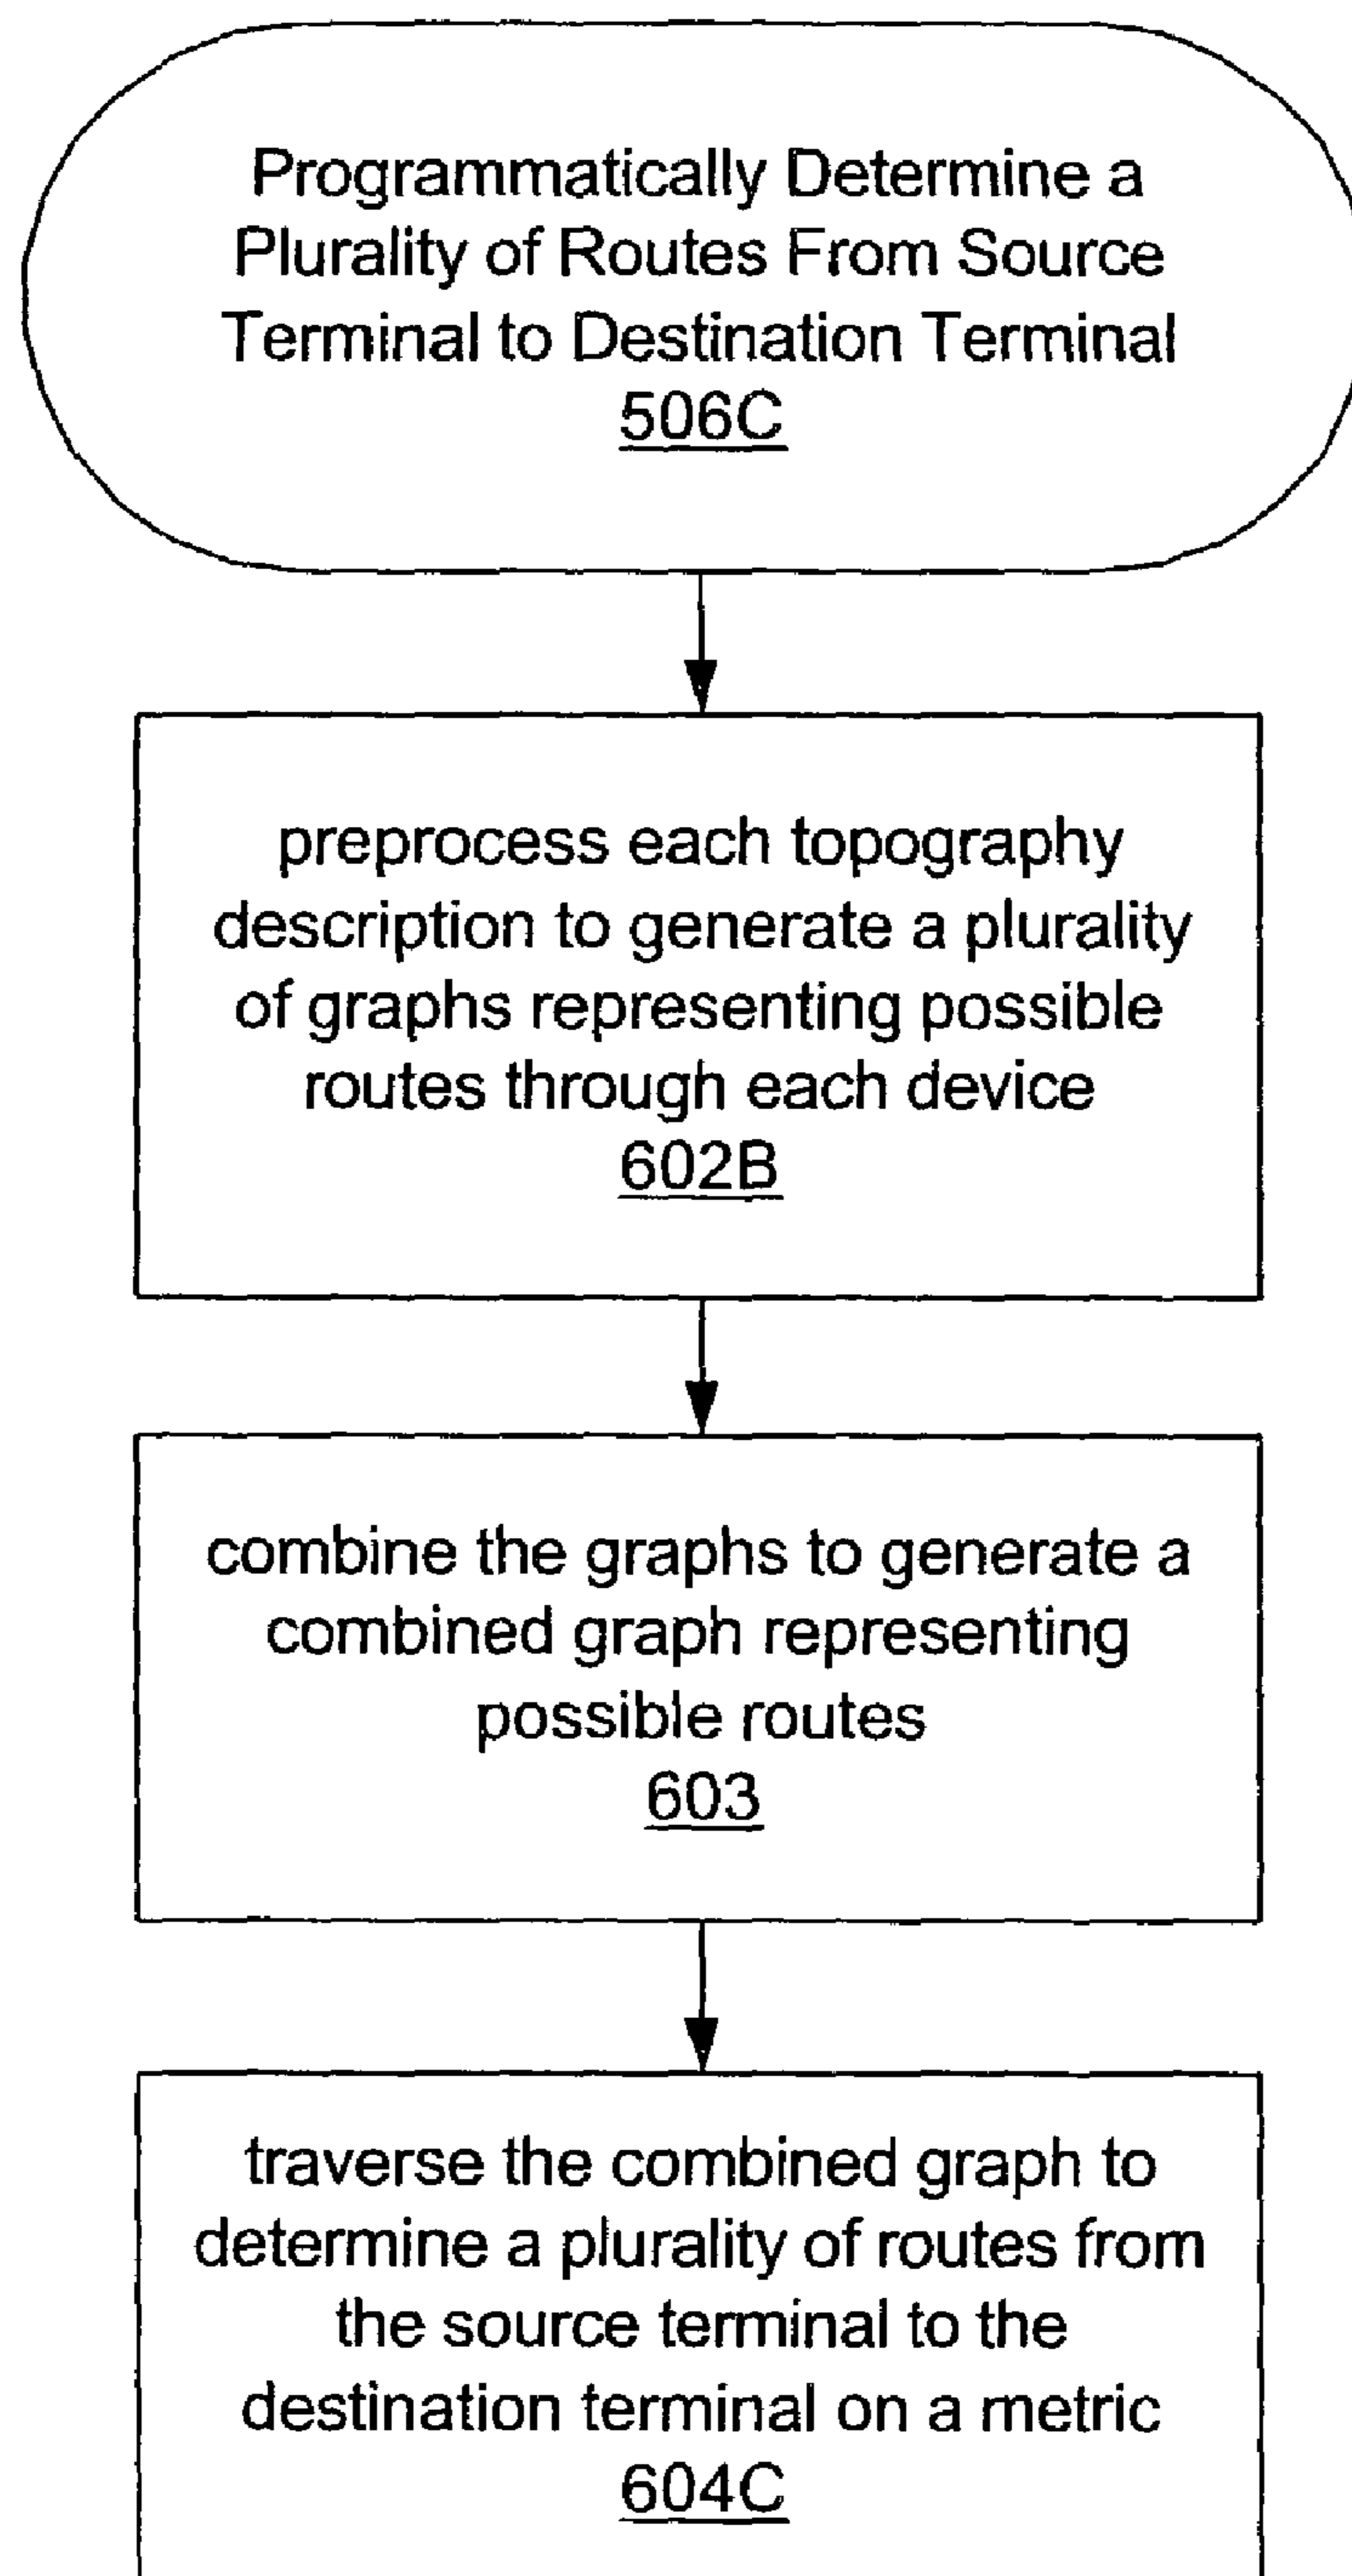 Programmatically Determine a
Plurality of Routes From Source
Terminal to Destination Terminal
506C
preprocess each topography
description to generate a plurality
of graphs representing possible
routes through each device
602B
combine the graphs to generate a
combined graph representing
possible routes
603
traverse the combined graph to
determine a plurality of routes from
the source terminal to the
destination terminal on a metric
604C